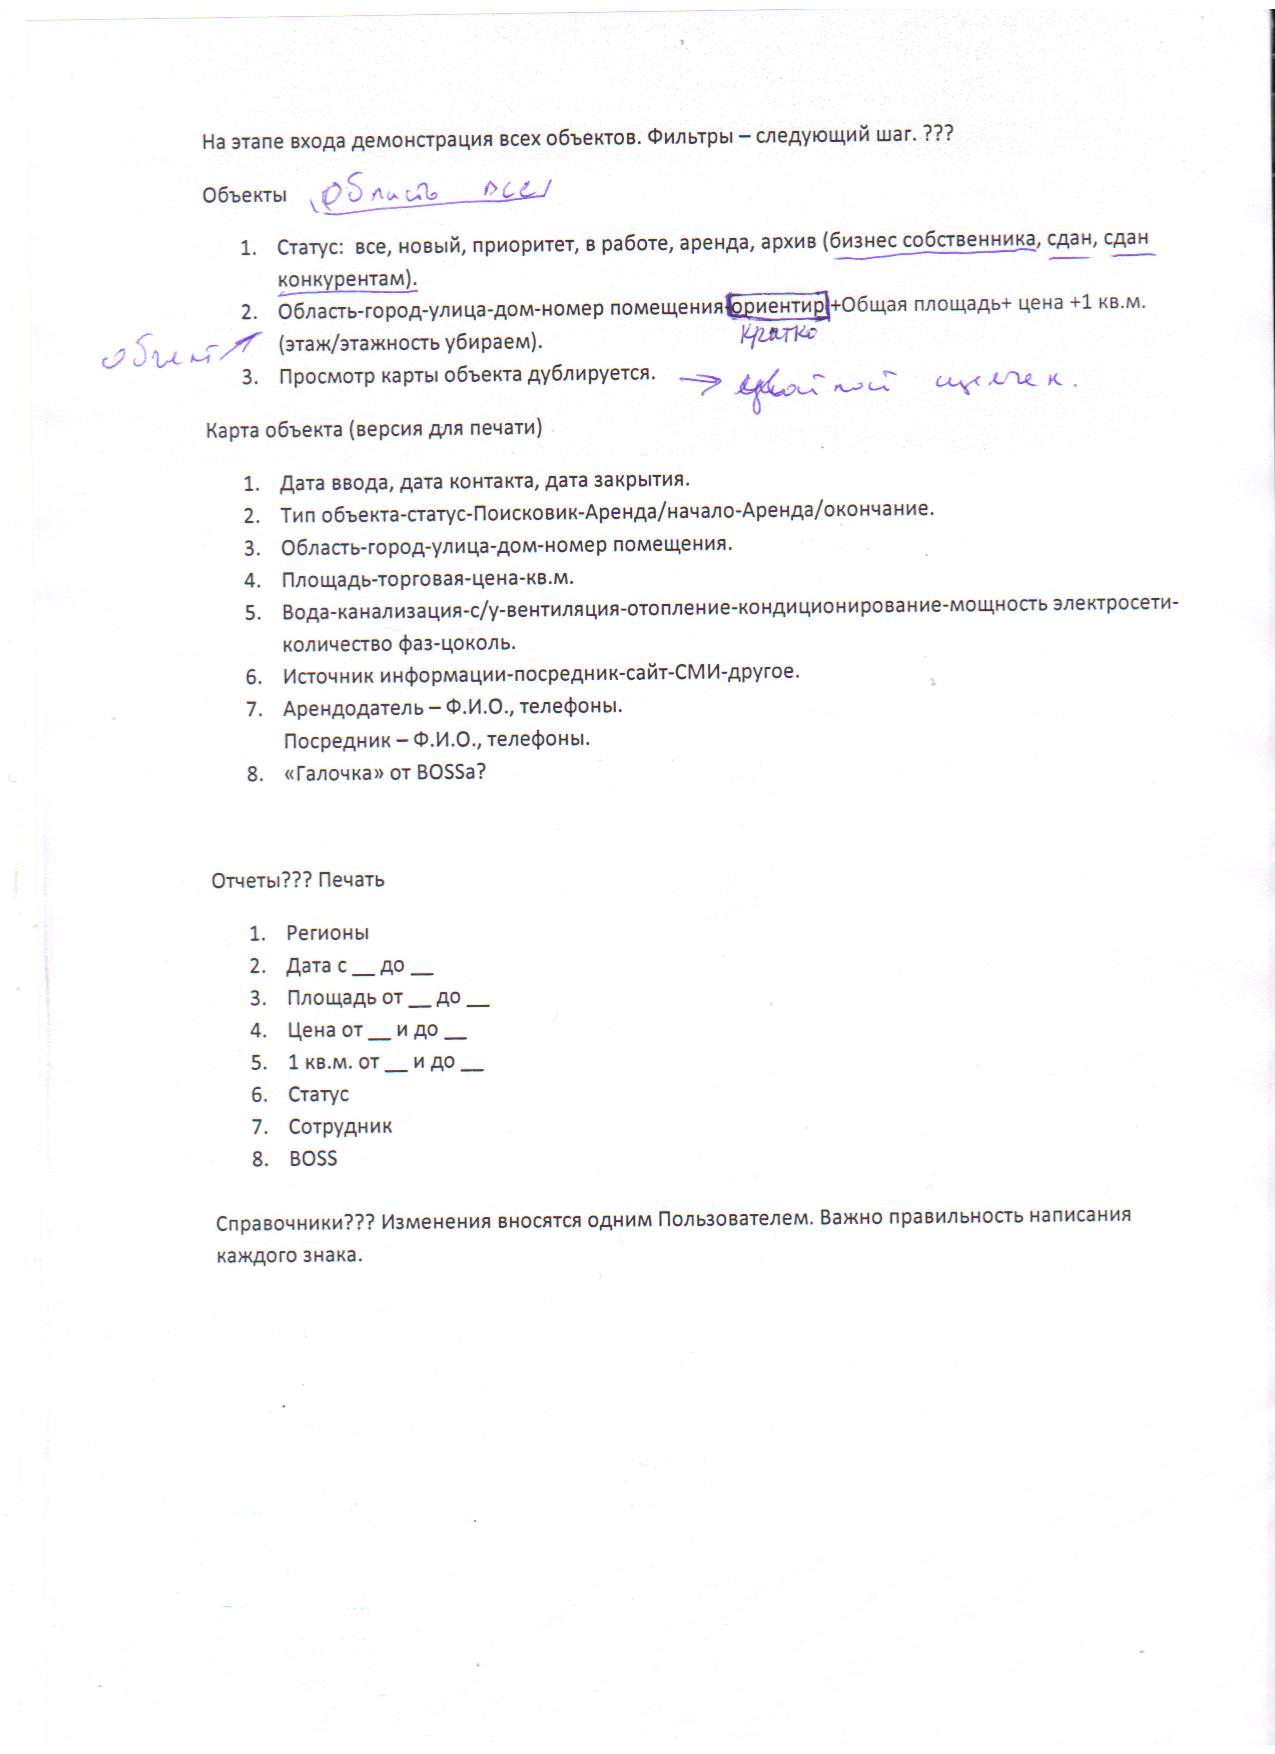 На этапе входа демонстрация всех объектов. Фильтры – следующий шаг. ???
Объекты Область все
1. Статус: все, новый, приоритет, в работе, аренда, архив (бизнес собственника, сдан, сдан
конкурентам).
2. Область-город-улица-дом-номер помещения-ориентир+Общая площадь+ цена +1 кв.м.
кратко
(этаж/этажность убираем).
объект
3. Просмотр карты объекта дублируется. → двойной щелчек.
Карта объекта (версия для печати)
1. Дата ввода, дата контакта, дата закрытия.
2. Тип объекта-статус-Поисковик-Аренда/начало-Аренда/окончание.
3. Область-город-улица-дом-номер помещения.
4. Площадь-торговая-цена-кв.м.
5. Вода-канализация-с/у-вентиляция-отопление-кондиционирование-мощность электросети-
количество фаз-цоколь.
6. Источник информации-посредник-сайт-СМИ-другое.
7. Арендодатель – Ф.И.О., телефоны.
Посредник – Ф.И.О., телефоны.
8. «Галочка» от BOSSа?
Отчеты??? Печать
1. Регионы
2. Дата с __ до __
3. Площадь от __ до __
4. Цена от __ и до __
5. 1 кв.м. от __ и до __
6. Статус
7. Сотрудник
8. BOSS
Справочники??? Изменения вносятся одним Пользователем. Важно правильность написания
каждого знака.